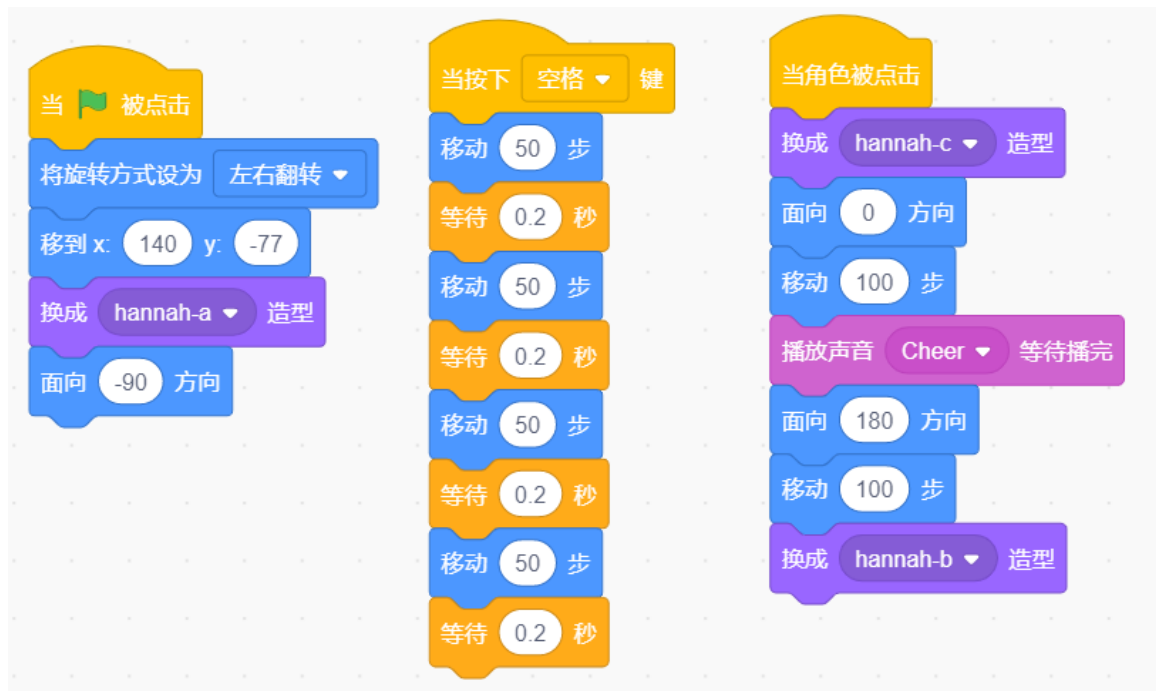 当 被点击
将旋转方式设为 左右翻转
移到 x: 140 y: -77
换成 hannah-a 造型
面向 -90 方向
当按下 空格 键
移动 50 步
等待 0.2 秒
移动 50 步
等待 0.2 秒
移动 50 步
等待 0.2 秒
移动 50 步
等待 0.2 秒
当角色被点击
换成 hannah-c 造型
面向 0 方向
移动 100 步
播放声音 Cheer 等待播完
面向 180 方向
移动 100 步
换成 hannah-b 造型